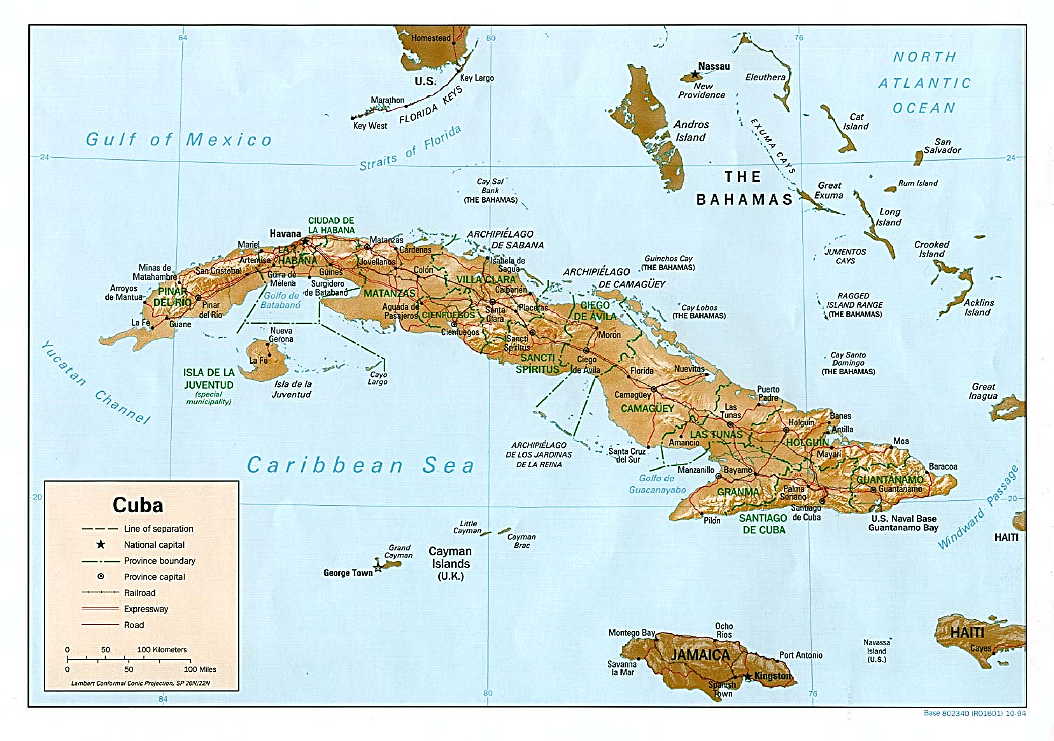 84
80
76
Homestead
U.S.
Key Largo
Marathon
FLORIDA KEYS
Key West
Nassau
New
Providence
Eleuthera
NORTH
ATLANTIC
OCEAN
Gulf of Mexico
Straits of Florida
Andros
Island
EXUMA CAYS
Cat
Island
San
Salvador
24
24
THE
BAHAMAS
Cay Sal
Bank
(THE BAHAMAS)
Great
Exuma
Rum Island
Long
Island
CIUDAD DE
LA HABANA
Havana
Mariel
LA
HABANA
Artemisa
Matanzas
Cárdenas
ARCHIPIÉLAGO
DE SABANA
JUMENTOS
CAYS
Crooked
Island
Minas de
Matahambre
San Cristobal
Güira de
Melena
Güines
Jovellanos
Colón
Isabela de
Sagua
Guinchos Cay
(THE BAHAMAS)
Arroyos
de Mantua
PINAR
DEL RÍO
Pinar
del Río
Surgidero
de Batabanó
Golfo de
Batabanó
MATANZAS
VILLA CLARA
Caibarién
ARCHIPIÉLAGO
DE CAMAGÜEY
RAGGED
ISLAND RANGE
(THE BAHAMAS)
Acklins
Island
La Fé
Guane
Aguada de
Pasajeros
CIENFUEGOS
Cienfuegos
Santa
Clara
Placetas
CIEGO
DE ÁVILA
Cay Lobos
(THE BAHAMAS)
Morón
Sancti
Spíritus
SANCTI
SPÍRITUS
Ciego
de Ávila
Nueva
Gerona
La Fe
ISLA DE LA
JUVENTUD
(special
municipality)
Isla de la
Juventud
Cayo
Largo
Yucatan Channel
Florida
Nuevitas
Cay Santo
Domingo
(THE BAHAMAS)
Great
Inagua
Camagüey
CAMAGÜEY
Puerto
Padre
Las
Tunas
LAS TUNAS
Banes
Antilla
Holguín
HOLGUÍN
Mayarí
Moa
ARCHIPIÉLAGO
DE LOS JARDINAS
DE LA REINA
Amancio
Santa Cruz
del Sur
Caribbean Sea
Manzanillo
Bayamo
Baracoa
Golfo de
Guacanayabo
GRANMA
Palma
Soriano
GUANTÁNAMO
Guantánamo
20
20
Pilón
SANTIAGO
DE CUBA
Santiago
de Cuba
U.S. Naval Base
Guantanamo Bay
Windward Passage
HAITI
Little
Cayman
Cayman
Brac
Grand
Cayman
George Town
Cayman
Islands
(U.K.)
Cuba
Line of separation
National capital
Province boundary
Province capital
Railroad
Expressway
Road
0 50 100 Kilometers
0 50 100 Miles
Lambert Conformal Conic Projection, SP 20N/22N
Montego Bay
Ocho
Rios
JAMAICA
Savanna
la Mar
Port Antonio
Spanish
Town
Kingston
Navassa
Island
(U.S.)
HAITI
Cayes
84
80
76
Base 802340 (R01601) 10-94